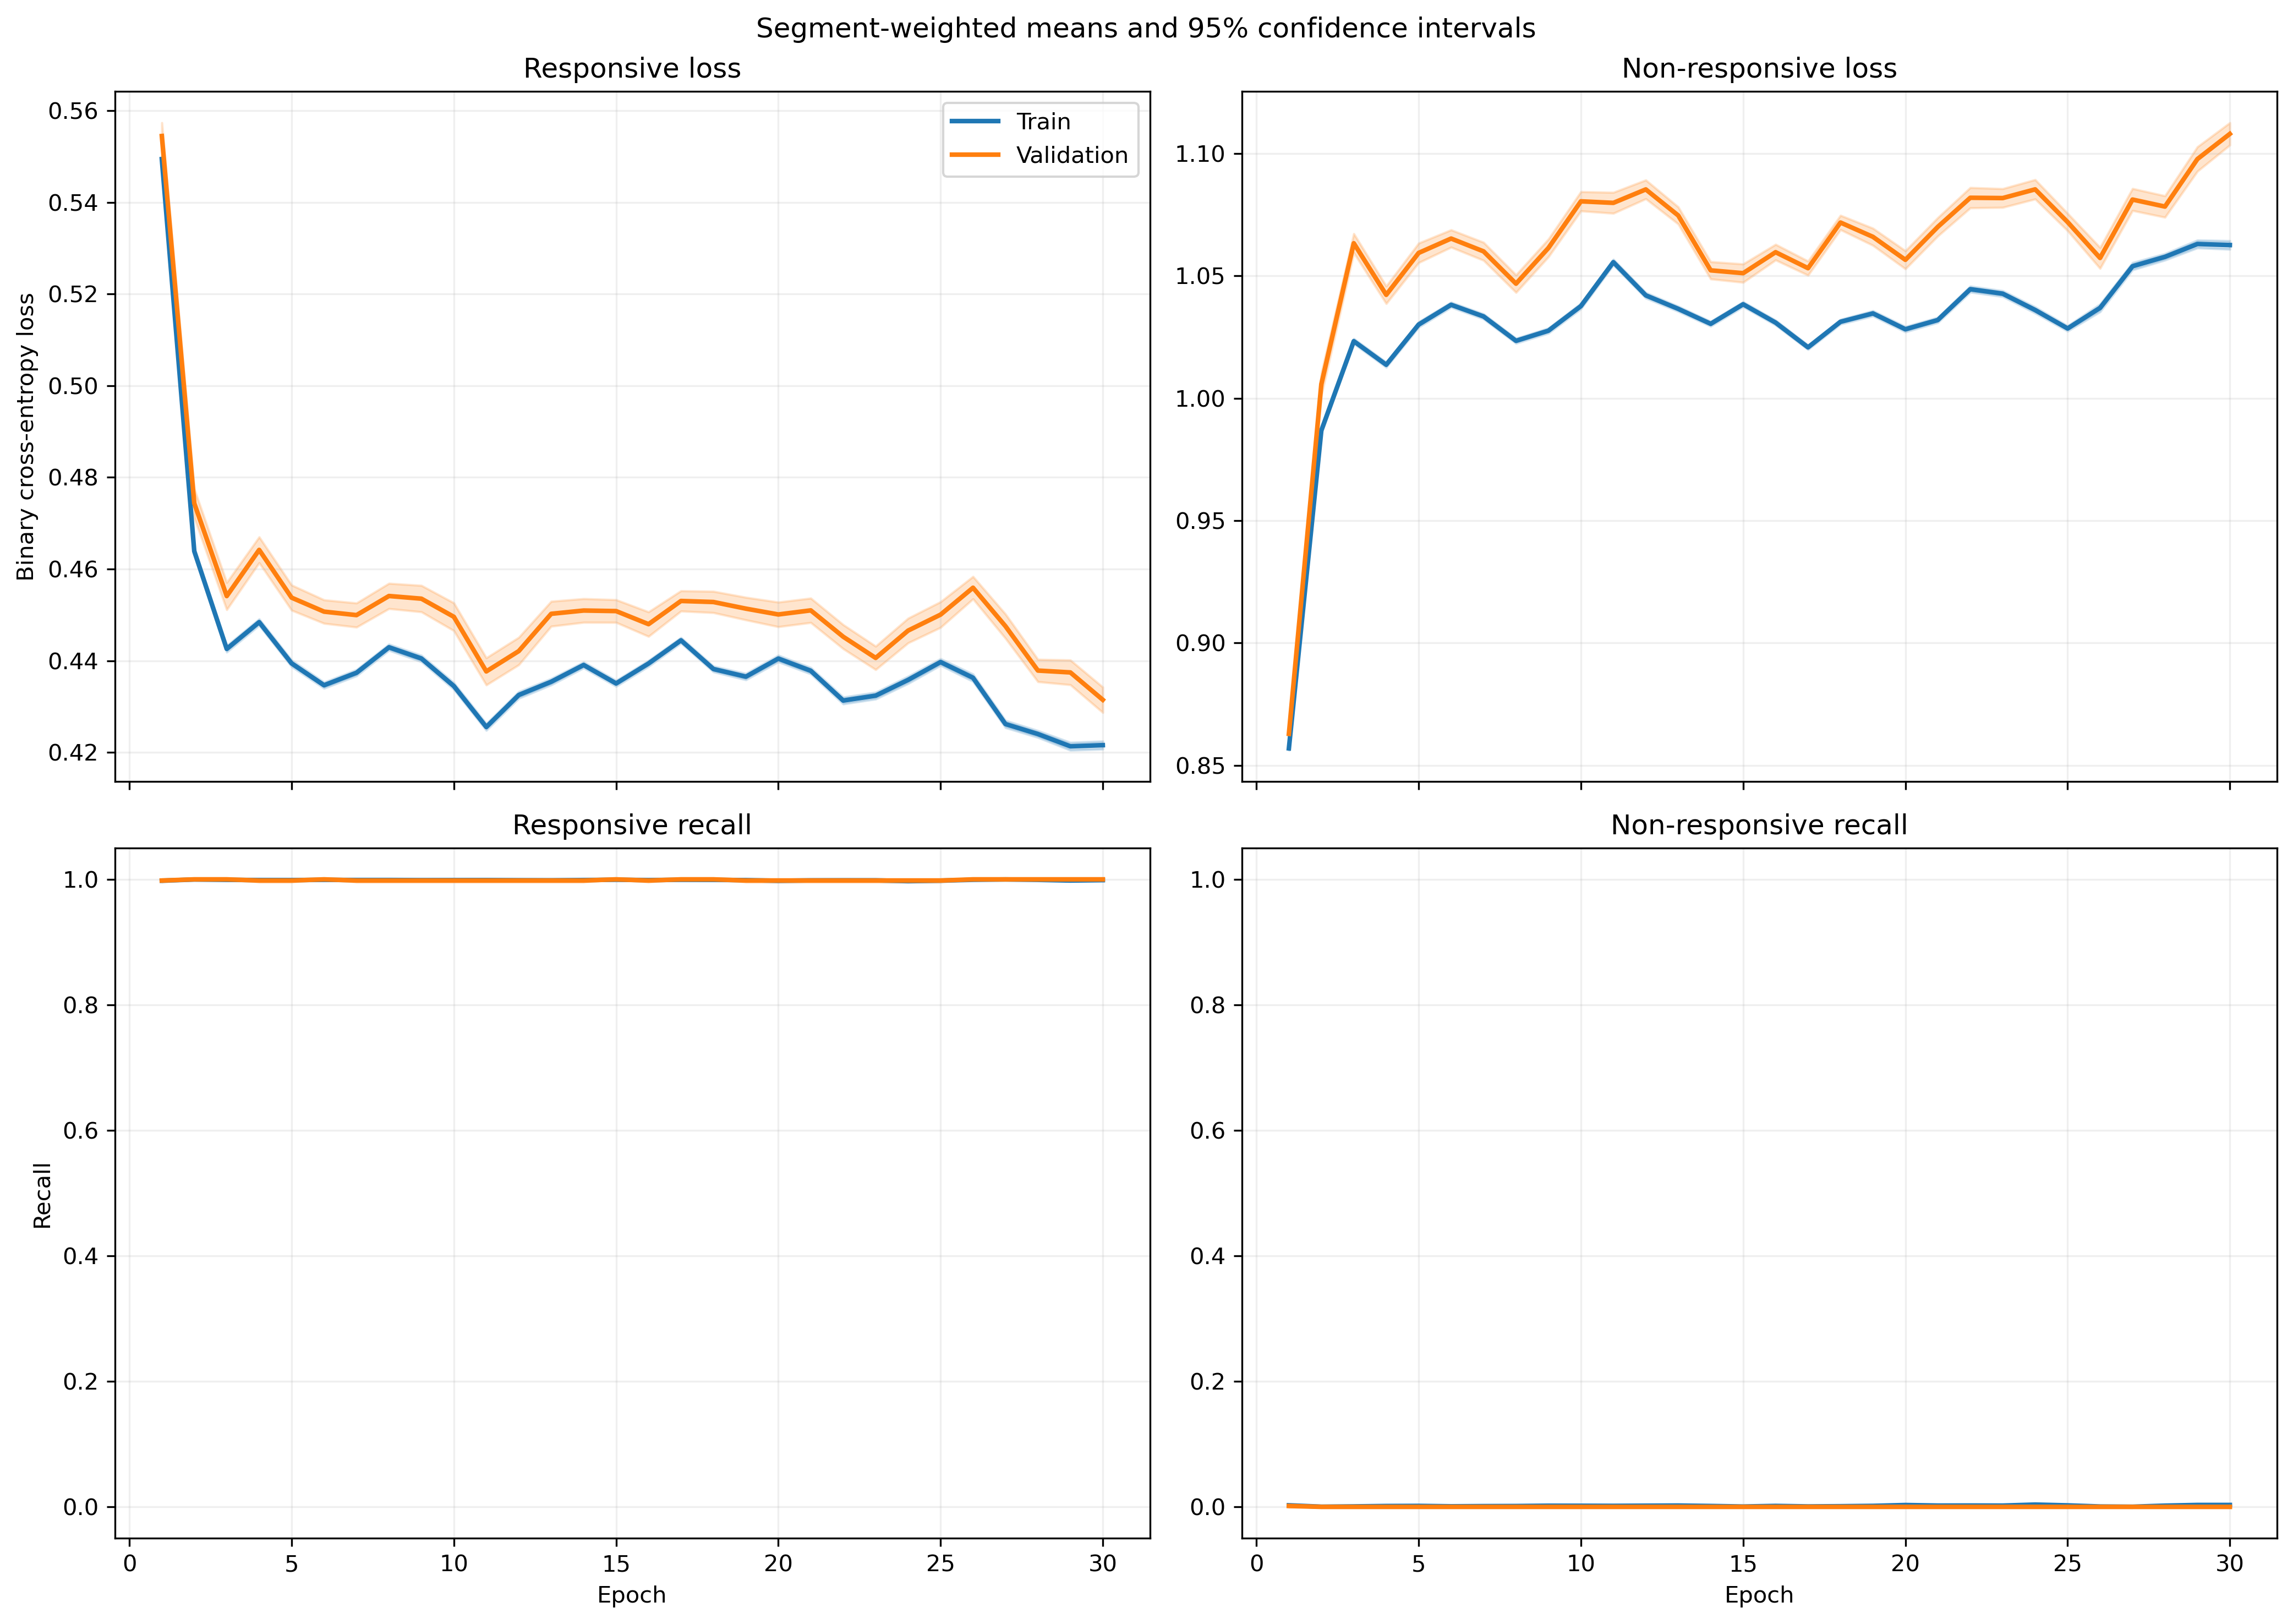 Segment-weighted means and 95% confidence intervals
Responsive loss
Non-responsive loss
Train
Validation
Binary cross-entropy loss
0.56
0.54
0.52
0.50
0.48
0.46
0.44
0.42
1.10
1.05
1.00
0.95
0.90
0.85
Responsive recall
Non-responsive recall
Recall
1.0
0.8
0.6
0.4
0.2
0.0
1.0
0.8
0.6
0.4
0.2
0.0
0 5 10 15 20 25 30
0 5 10 15 20 25 30
Epoch
Epoch